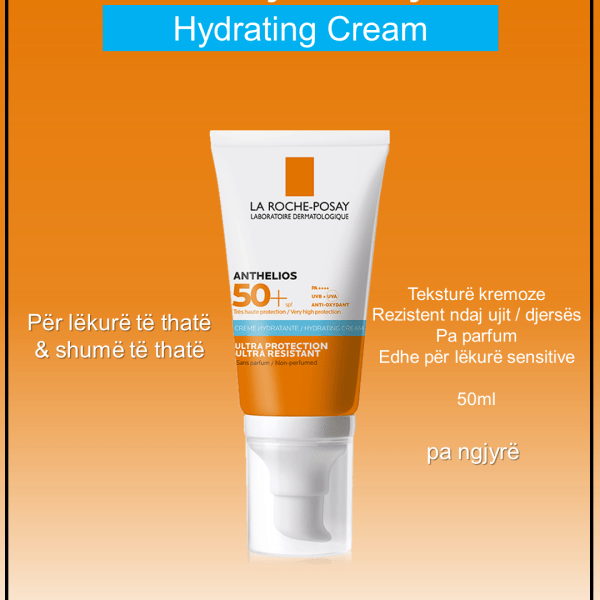 Hydrating Cream
LA ROCHE-POSAY
LABORATOIRE DERMATOLOGIQUE
ANTHELIOS
50+ SPF
PA++++
UVB + UVA
ANTI-OXYDANT
Très haute protection / Very high protection
CRÈME HYDRATANTE / HYDRATING CREAM
ULTRA PROTECTION
ULTRA RESISTANT
Sans parfum / Non-perfumed
Për lëkurë të thatë
& shumë të thatë
Teksturë kremoze
Rezistent ndaj ujit / djersës
Pa parfum
Edhe për lëkurë sensitive
50ml
pa ngjyrë